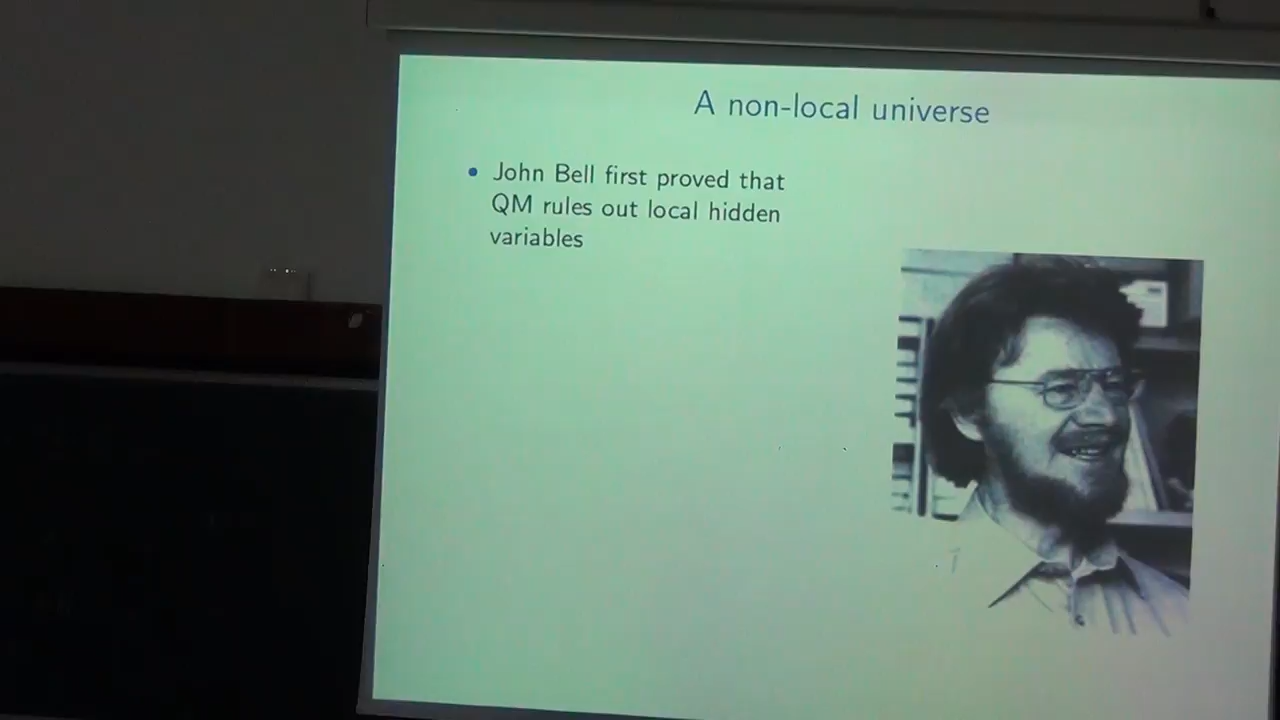 A non-local universe
John Bell first proved that
QM rules out local hidden
variables